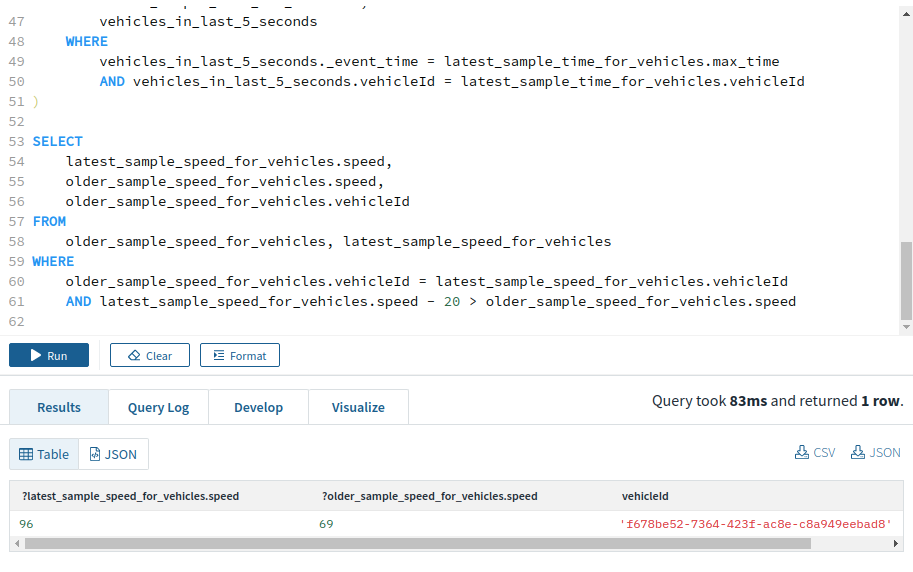 47 vehicles_in_last_5_seconds
48 WHERE
49 vehicles_in_last_5_seconds._event_time = latest_sample_time_for_vehicles.max_time
50 AND vehicles_in_last_5_seconds.vehicleId = latest_sample_time_for_vehicles.vehicleId
51 )
52
53 SELECT
54 latest_sample_speed_for_vehicles.speed,
55 older_sample_speed_for_vehicles.speed,
56 older_sample_speed_for_vehicles.vehicleId
57 FROM
58 older_sample_speed_for_vehicles, latest_sample_speed_for_vehicles
59 WHERE
60 older_sample_speed_for_vehicles.vehicleId = latest_sample_speed_for_vehicles.vehicleId
61 AND latest_sample_speed_for_vehicles.speed - 20 > older_sample_speed_for_vehicles.speed
62
Run Clear Format
Results Query Log Develop Visualize Query took 83ms and returned 1 row.
Table JSON CSV JSON
?latest_sample_speed_for_vehicles.speed ?older_sample_speed_for_vehicles.speed vehicleId
96 69 'f678be52-7364-423f-ac8e-c8a949eebad8'